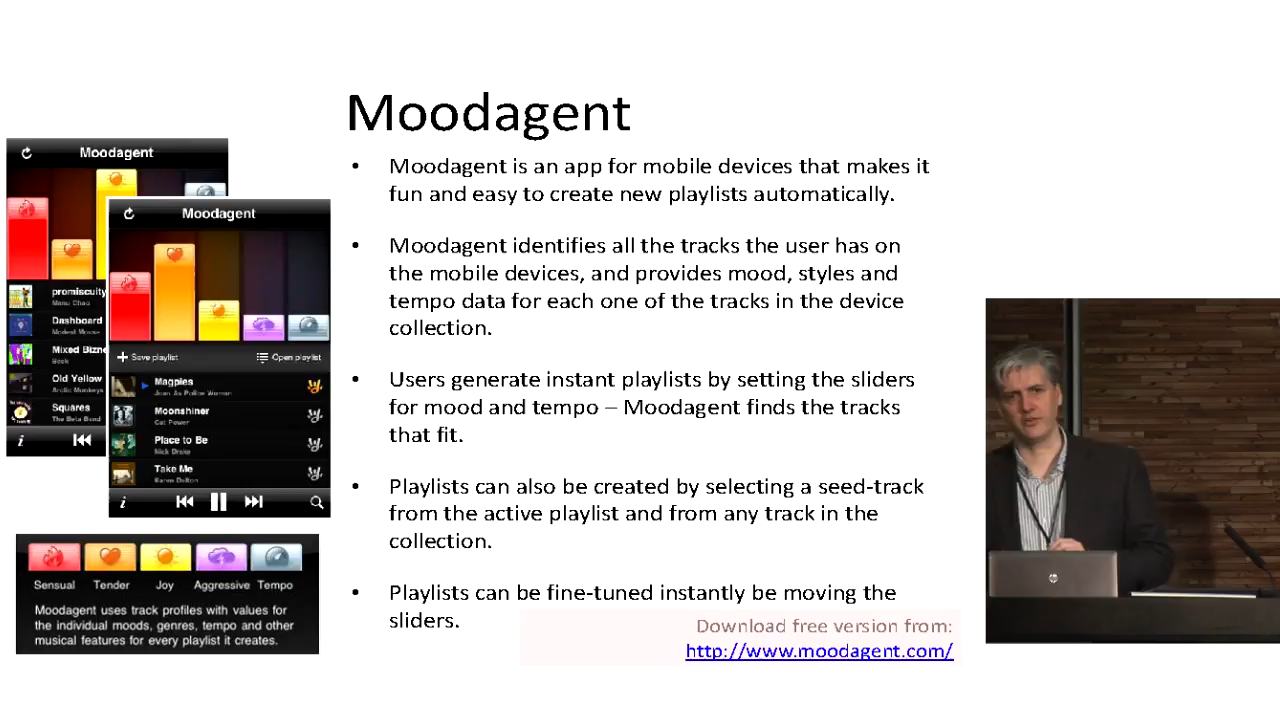 Moodagent
• Moodagent is an app for mobile devices that makes it
fun and easy to create new playlists automatically.
• Moodagent identifies all the tracks the user has on
the mobile devices, and provides mood, styles and
tempo data for each one of the tracks in the device
collection.
• Users generate instant playlists by setting the sliders
for mood and tempo – Moodagent finds the tracks
that fit.
• Playlists can also be created by selecting a seed-track
from the active playlist and from any track in the
collection.
• Playlists can be fine-tuned instantly be moving the
sliders.
Download free version from:
http://www.moodagent.com/
Moodagent
promiscuity
Manu Chao
Dashboard
Modest Mouse
Mixed Bizne
Beck
Old Yellow
Arctic Monkeys
Squares
The Beta Band
i
Moodagent
+ Save playlist
Open playlist
Magpies
Joan As Police Woman
Moonshiner
Cat Power
Place to Be
Nick Drake
Take Me
Karen Dalton
i
Sensual Tender Joy Aggressive Tempo
Moodagent uses track profiles with values for
the individual moods, genres, tempo and other
musical features for every playlist it creates.
hp